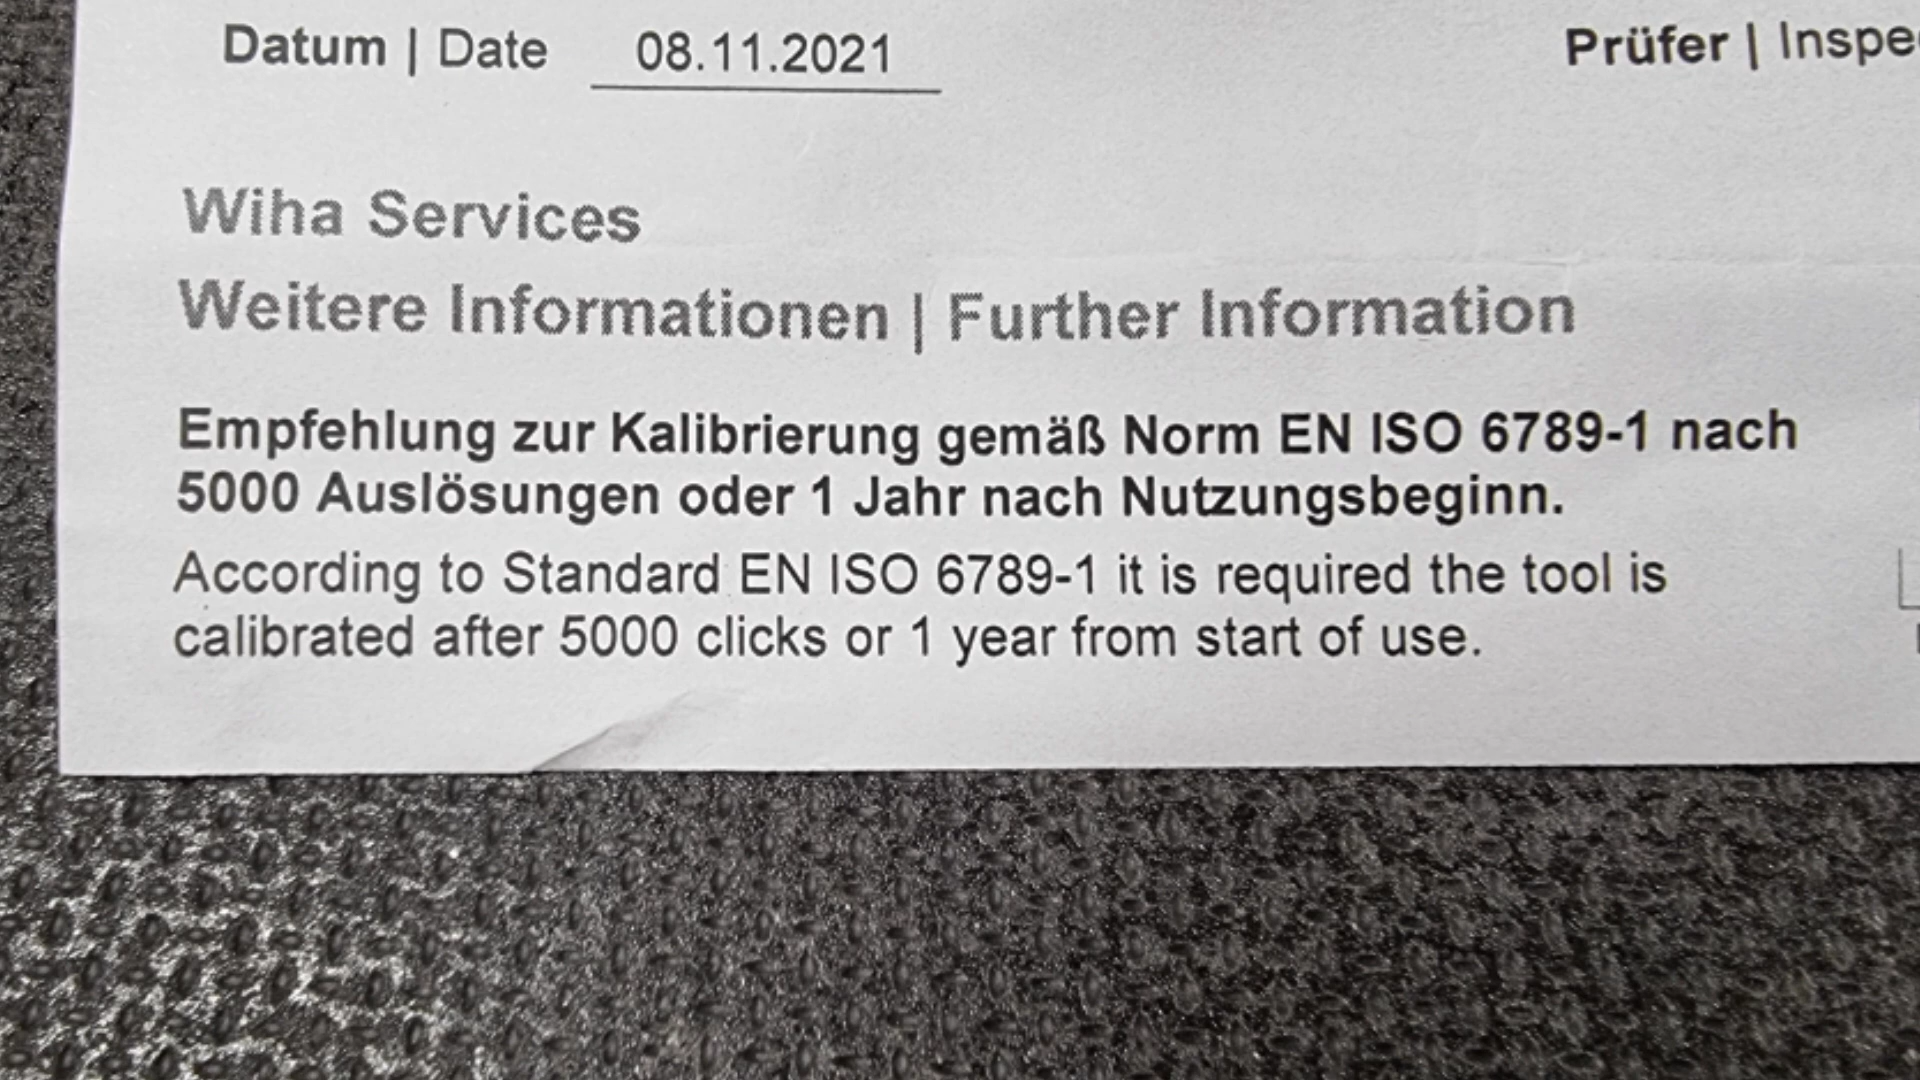 Datum | Date 08.11.2021 Prüfer |
Wiha Services
Weitere Informationen | Further Information
Empfehlung zur Kalibrierung gemäß Norm EN ISO 6789-1 nach
5000 Auslösungen oder 1 Jahr nach Nutzungsbeginn.
According to Standard EN ISO 6789-1 it is required the tool is
calibrated after 5000 clicks or 1 year from start of use.